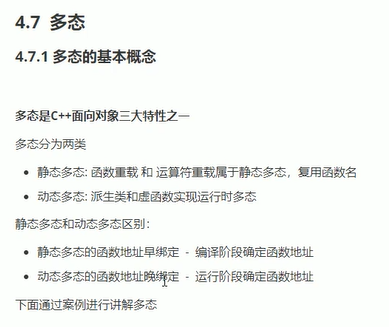 4.7 多态
4.7.1 多态的基本概念
多态是C++面向对象三大特性之一
多态分为两类
• 静态多态: 函数重载 和 运算符重载属于静态多态，复用函数名
• 动态多态: 派生类和虚函数实现运行时多态
静态多态和动态多态区别：
• 静态多态的函数地址早绑定 - 编译阶段确定函数地址
• 动态多态的函数地址晚绑定 - 运行阶段确定函数地址
下面通过案例进行讲解多态